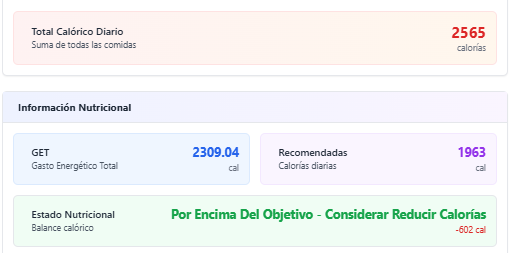 Total Calórico Diario
2565
Suma de todas las comidas
calorías
Información Nutricional
GET
2309.04
Gasto Energético Total
cal
Recomendadas
1963
Calorías diarias
cal
Estado Nutricional
Por Encima Del Objetivo - Considerar Reducir Calorías
Balance calórico
-602 cal